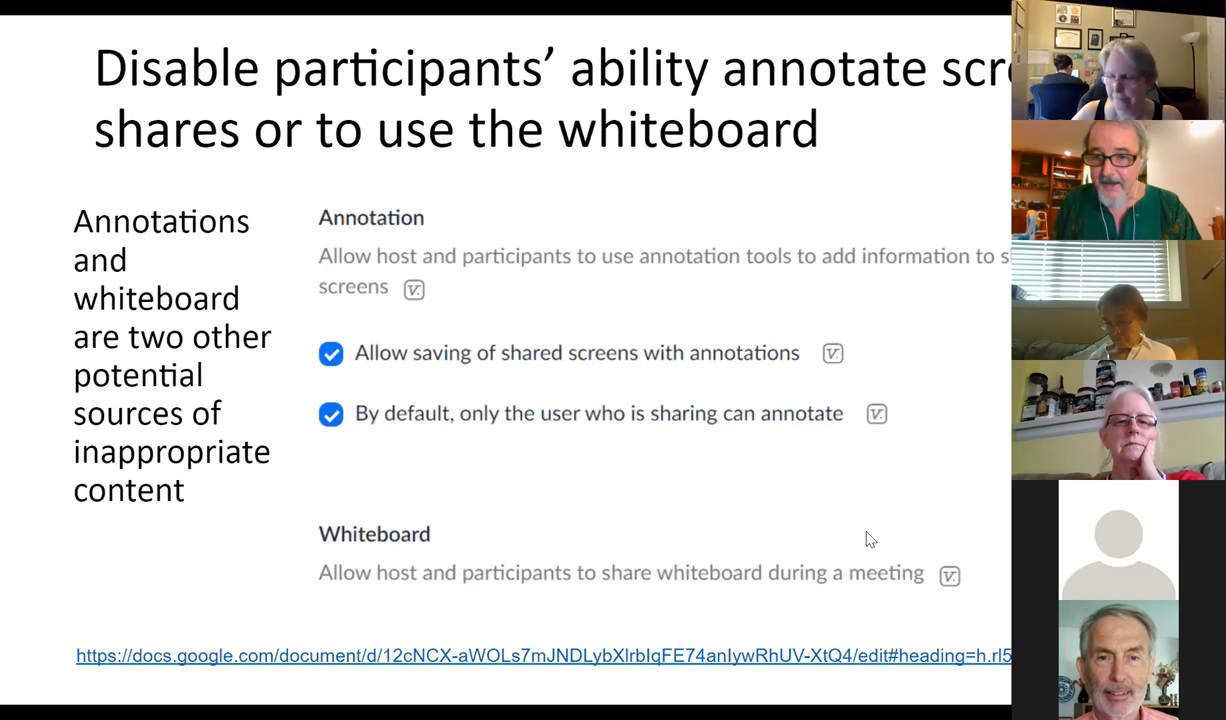 Disable participants’ ability annotate scr
shares or to use the whiteboard
Annotations
and
whiteboard
are two other
potential
sources of
inappropriate
content
Annotation
Allow host and participants to use annotation tools to add information to s
screens
Allow saving of shared screens with annotations
By default, only the user who is sharing can annotate
Whiteboard
Allow host and participants to share whiteboard during a meeting
https://docs.google.com/document/d/12cNCX-aWOLs7mJNDLybXlrbIqFE74anIywRhUV-XtQ4/edit#heading=h.rl5